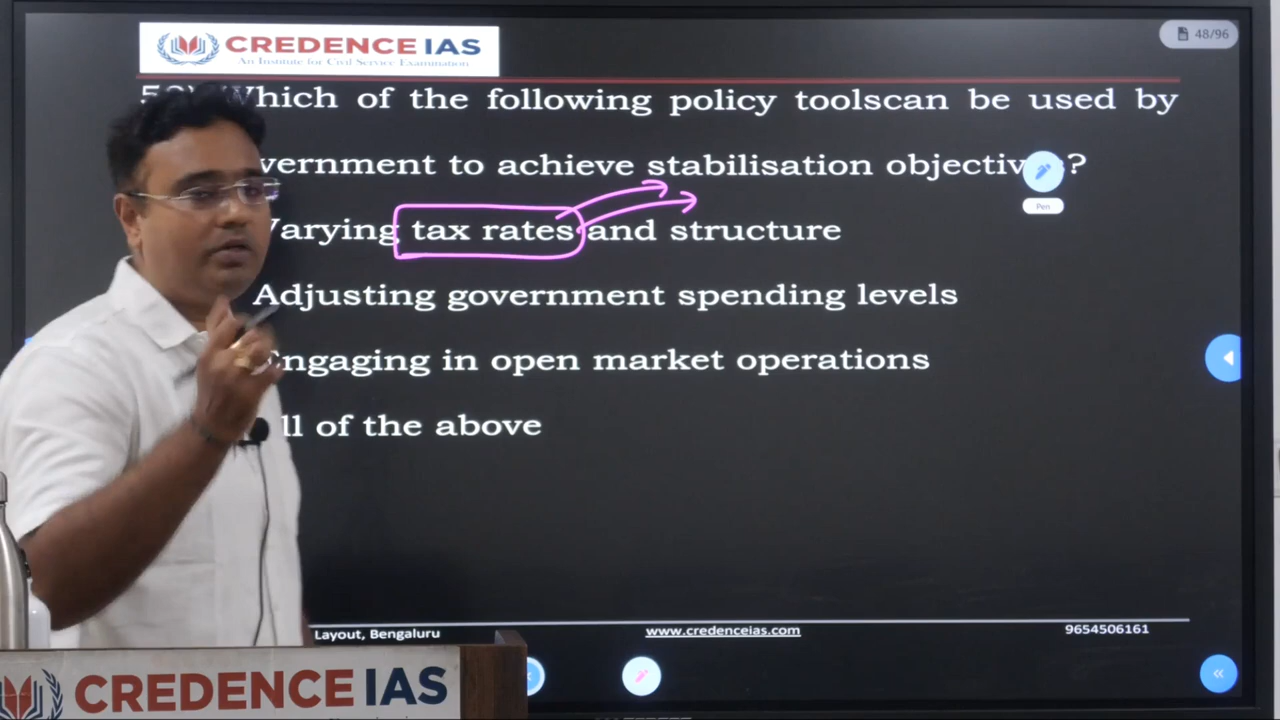 CREDENCE IAS
An Institute for Civil Service Examination
48/96
Which of the following policy toolscan be used by
vernment to achieve stabilisation objectiv ?
Pen
Varying tax rates and structure
Adjusting government spending levels
Engaging in open market operations
ll of the above
Layout, Bengaluru
www.credenceias.com
9654506161
CREDENCE IAS